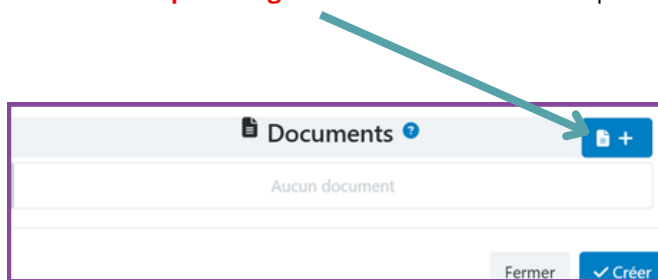 Documents ?
+
Aucun document
Fermer ✓ Créer